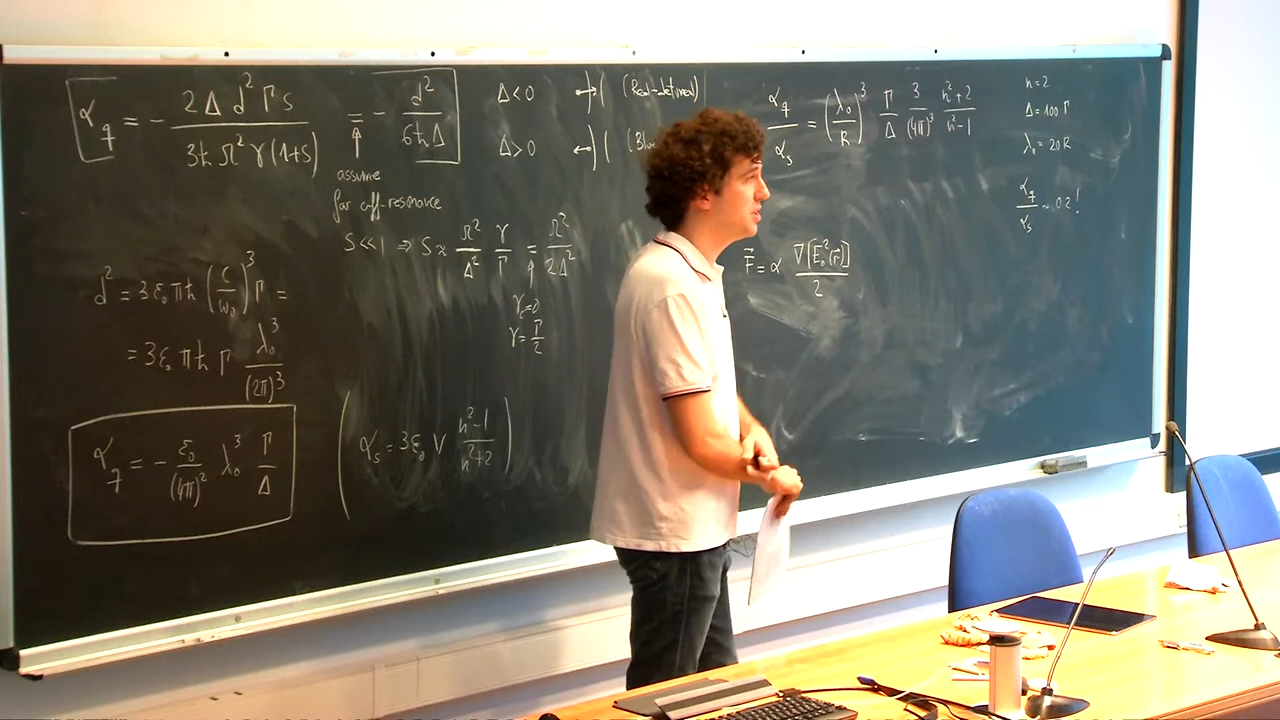 α_q = - 2Δ d² Γ s / 3ħ Ω² γ (1+s) = - d² / 6ħΔ
assume
far off-resonance
s<<1 ⇒ s ≈ Ω²/Δ² γ/Γ = Ω²/2Δ²
γ_c=0
γ = Γ/2
d² = 3ε₀πħ (c/ω₀)³ Γ =
= 3ε₀ πħ Γ λ₀³/(2π)³
α_q = - ε₀/(4π)² λ₀³ Γ/Δ
(α_s = 3ε₀ V n²-1/n²+2)
Δ<0 (Red-detuned)
Δ>0 (Blu
α_q/α_s = (λ₀/R)³ Γ/Δ 3/(4π)³ n²+2/n²-1
F⃗ = α ∇[E₀²(r⃗)]/2
n=2
Δ=100 Γ
λ₀ = 20 R
α_q/α_s ~ 0.2!